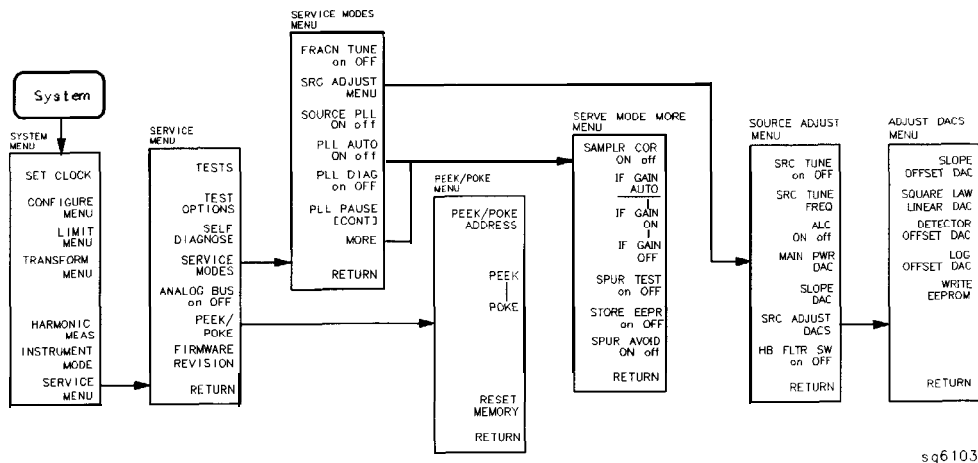 System
SYSTEM
MENU
SET CLOCK
CONFIGURE
MENU
LIMIT
MENU
TRANSFORM
MENU
HARMONIC
MEAS
INSTRUMENT
MODE
SERVICE
MENU
SERVICE
MENU
TESTS
TEST
OPTIONS
SELF
DIAGNOSE
SERVICE
MODES
ANALOG BUS
on OFF
PEEK/
POKE
FIRMWARE
REVISION
RETURN
SERVICE MODES
MENU
FRACN TUNE
on OFF
SRC ADJUST
MENU
SOURCE PLL
ON off
PLL AUTO
ON off
PLL DIAG
on OFF
PLL PAUSE
[CONT]
MORE
RETURN
PEEK/POKE
MENU
PEEK/POKE
ADDRESS
PEEK
POKE
RESET
MEMORY
RETURN
SERVE MODE MORE
MENU
SAMPLR COR
ON off
IF GAIN
AUTO
IF GAIN
ON
IF GAIN
OFF
SPUR TEST
on OFF
STORE EEPR
on OFF
SPUR AVOID
ON off
RETURN
SOURCE ADJUST
MENU
SRC TUNE
on OFF
SRC TUNE
FREQ
ALC
ON off
MAIN PWR
DAC
SLOPE
DAC
SRC ADJUST
DACS
HB FLTR SW
on OFF
RETURN
ADJUST DACS
MENU
SLOPE
OFFSET DAC
SQUARE LAW
LINEAR DAC
DETECTOR
OFFSET DAC
LOG
OFFSET DAC
WRITE
EEPROM
RETURN
sg6103